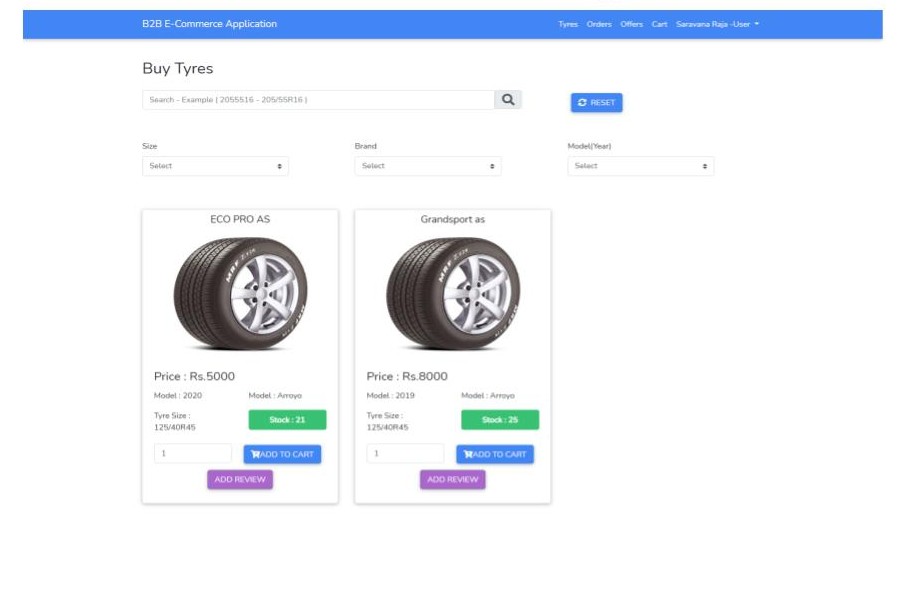 B2B E-Commerce Application
Tyres Orders Offers Cart Saravana Raja -User
Buy Tyres
Search - Example ( 2055516 - 205/55R16 )
RESET
Size
Brand
Model(Year)
Select
Select
Select
ECO PRO AS
MRF
Price : Rs.5000
Model : 2020
Model : Arroyo
Tyre Size :
125/40R45
Stock : 21
1
ADD TO CART
ADD REVIEW
Grandsport as
MRF
Price : Rs.8000
Model : 2019
Model : Arroyo
Tyre Size :
125/40R45
Stock : 25
1
ADD TO CART
ADD REVIEW